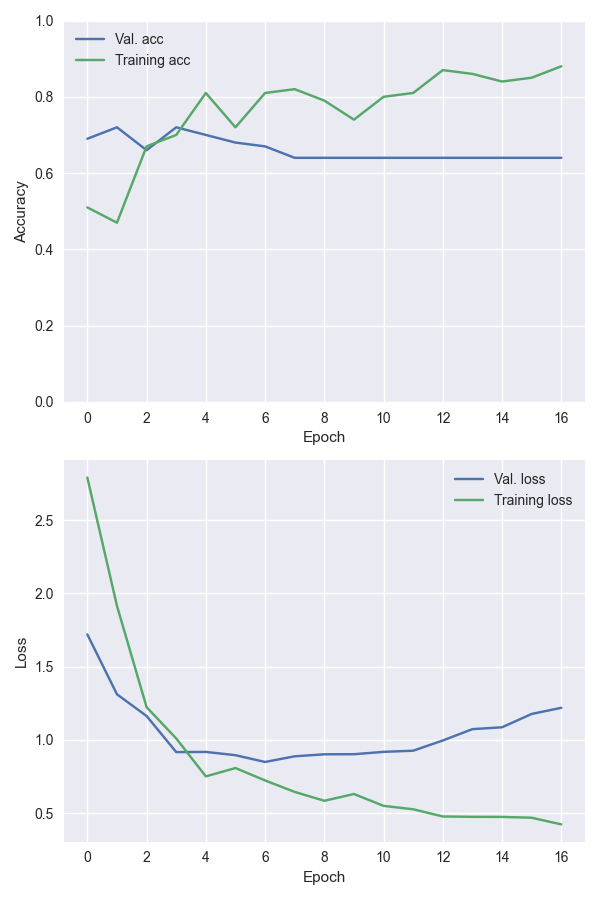 1.0
Val. acc
Training acc
0.8
0.6
0.4
0.2
0.0
Accuracy
0 2 4 6 8 10 12 14 16
Epoch
Val. loss
Training loss
2.5
2.0
1.5
1.0
0.5
Loss
0 2 4 6 8 10 12 14 16
Epoch